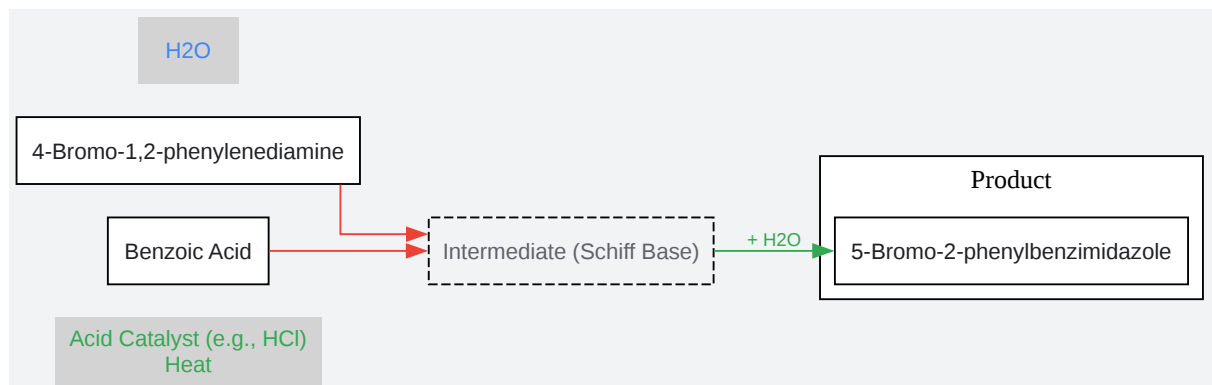 H2O
4-Bromo-1,2-phenylenediamine
Product
+ H2O
Benzoic Acid
Intermediate (Schiff Base)
5-Bromo-2-phenylbenzimidazole
Acid Catalyst (e.g., HCl)
Heat